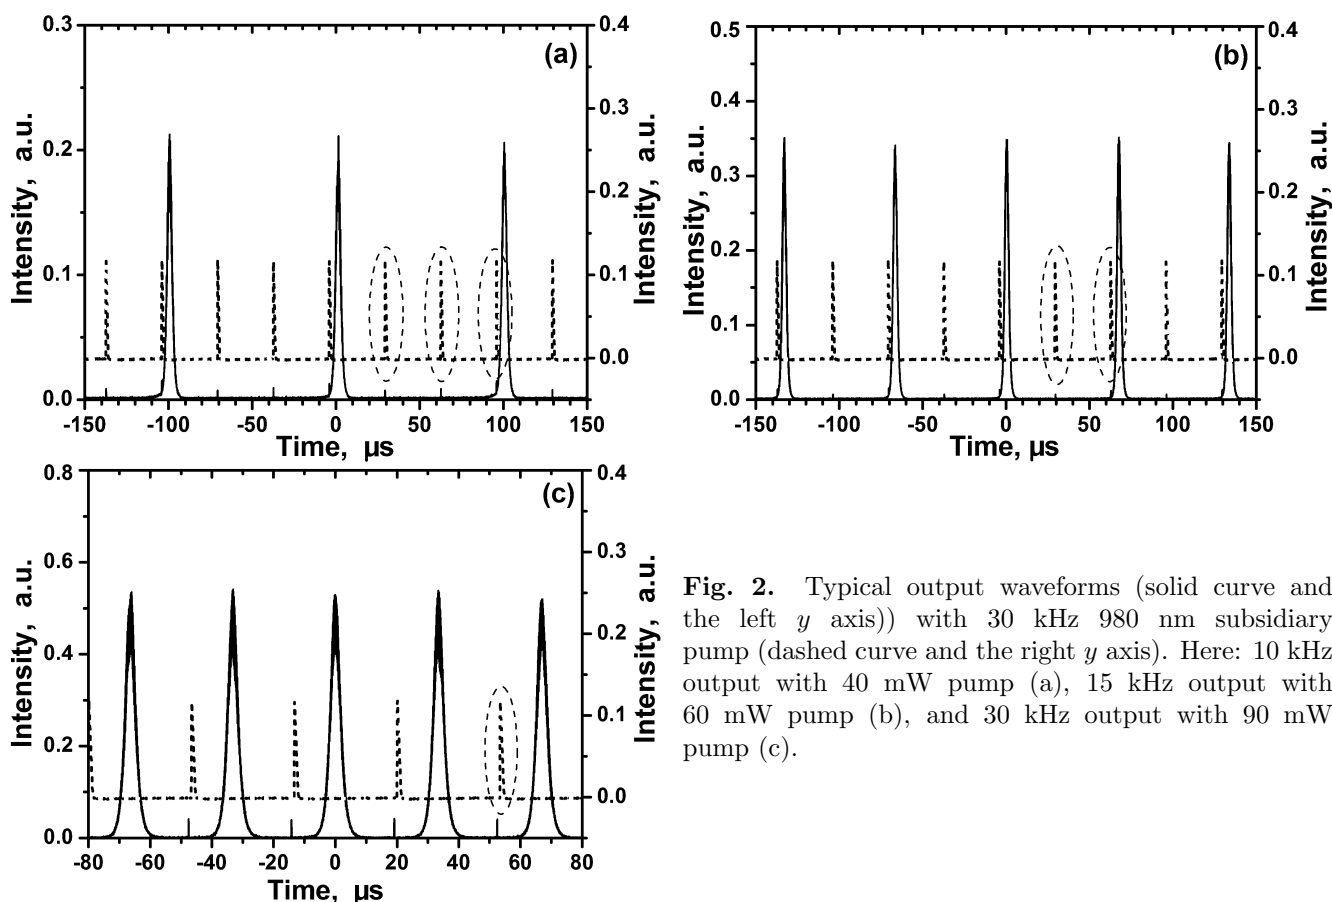 (a)
0.3
0.2
0.1
0.0
0.4
0.3
0.2
0.1
0.0
-150 -100 -50 0 50 100 150
Intensity, a.u.
Intensity, a.u.
Time, µs
(b)
0.5
0.4
0.3
0.2
0.1
0.0
0.4
0.3
0.2
0.1
0.0
-150 -100 -50 0 50 100 150
Intensity, a.u.
Intensity, a.u.
Time, µs
(c)
0.8
0.6
0.4
0.2
0.0
0.4
0.3
0.2
0.1
0.0
-80 -60 -40 -20 0 20 40 60 80
Intensity, a.u.
Intensity, a.u.
Time, µs
Fig. 2. Typical output waveforms (solid curve and
the left y axis)) with 30 kHz 980 nm subsidiary
pump (dashed curve and the right y axis). Here: 10 kHz
output with 40 mW pump (a), 15 kHz output with
60 mW pump (b), and 30 kHz output with 90 mW
pump (c).